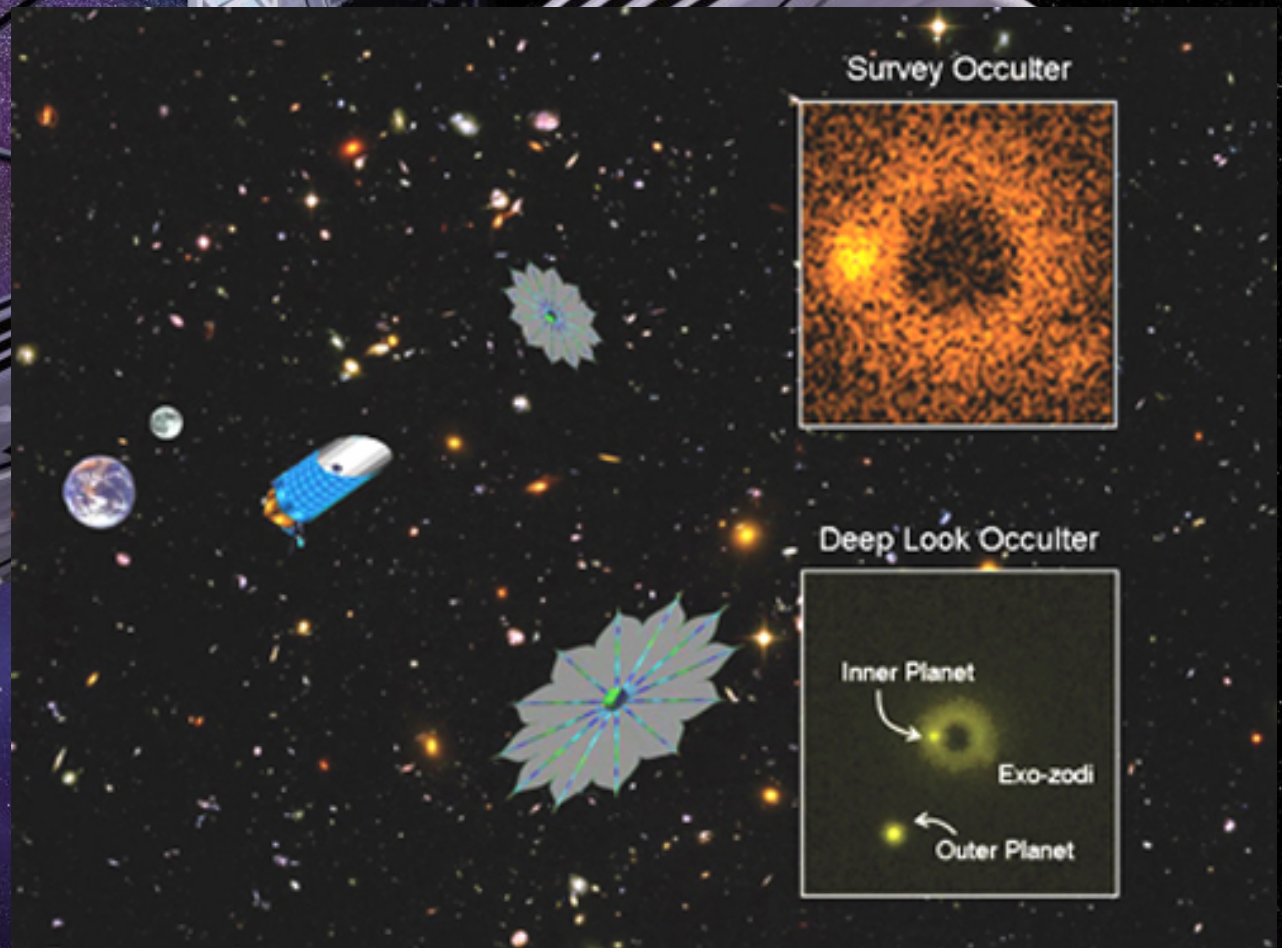 Survey Occulter
Deep Look Occulter
Inner Planet
Exo-zodi
Outer Planet